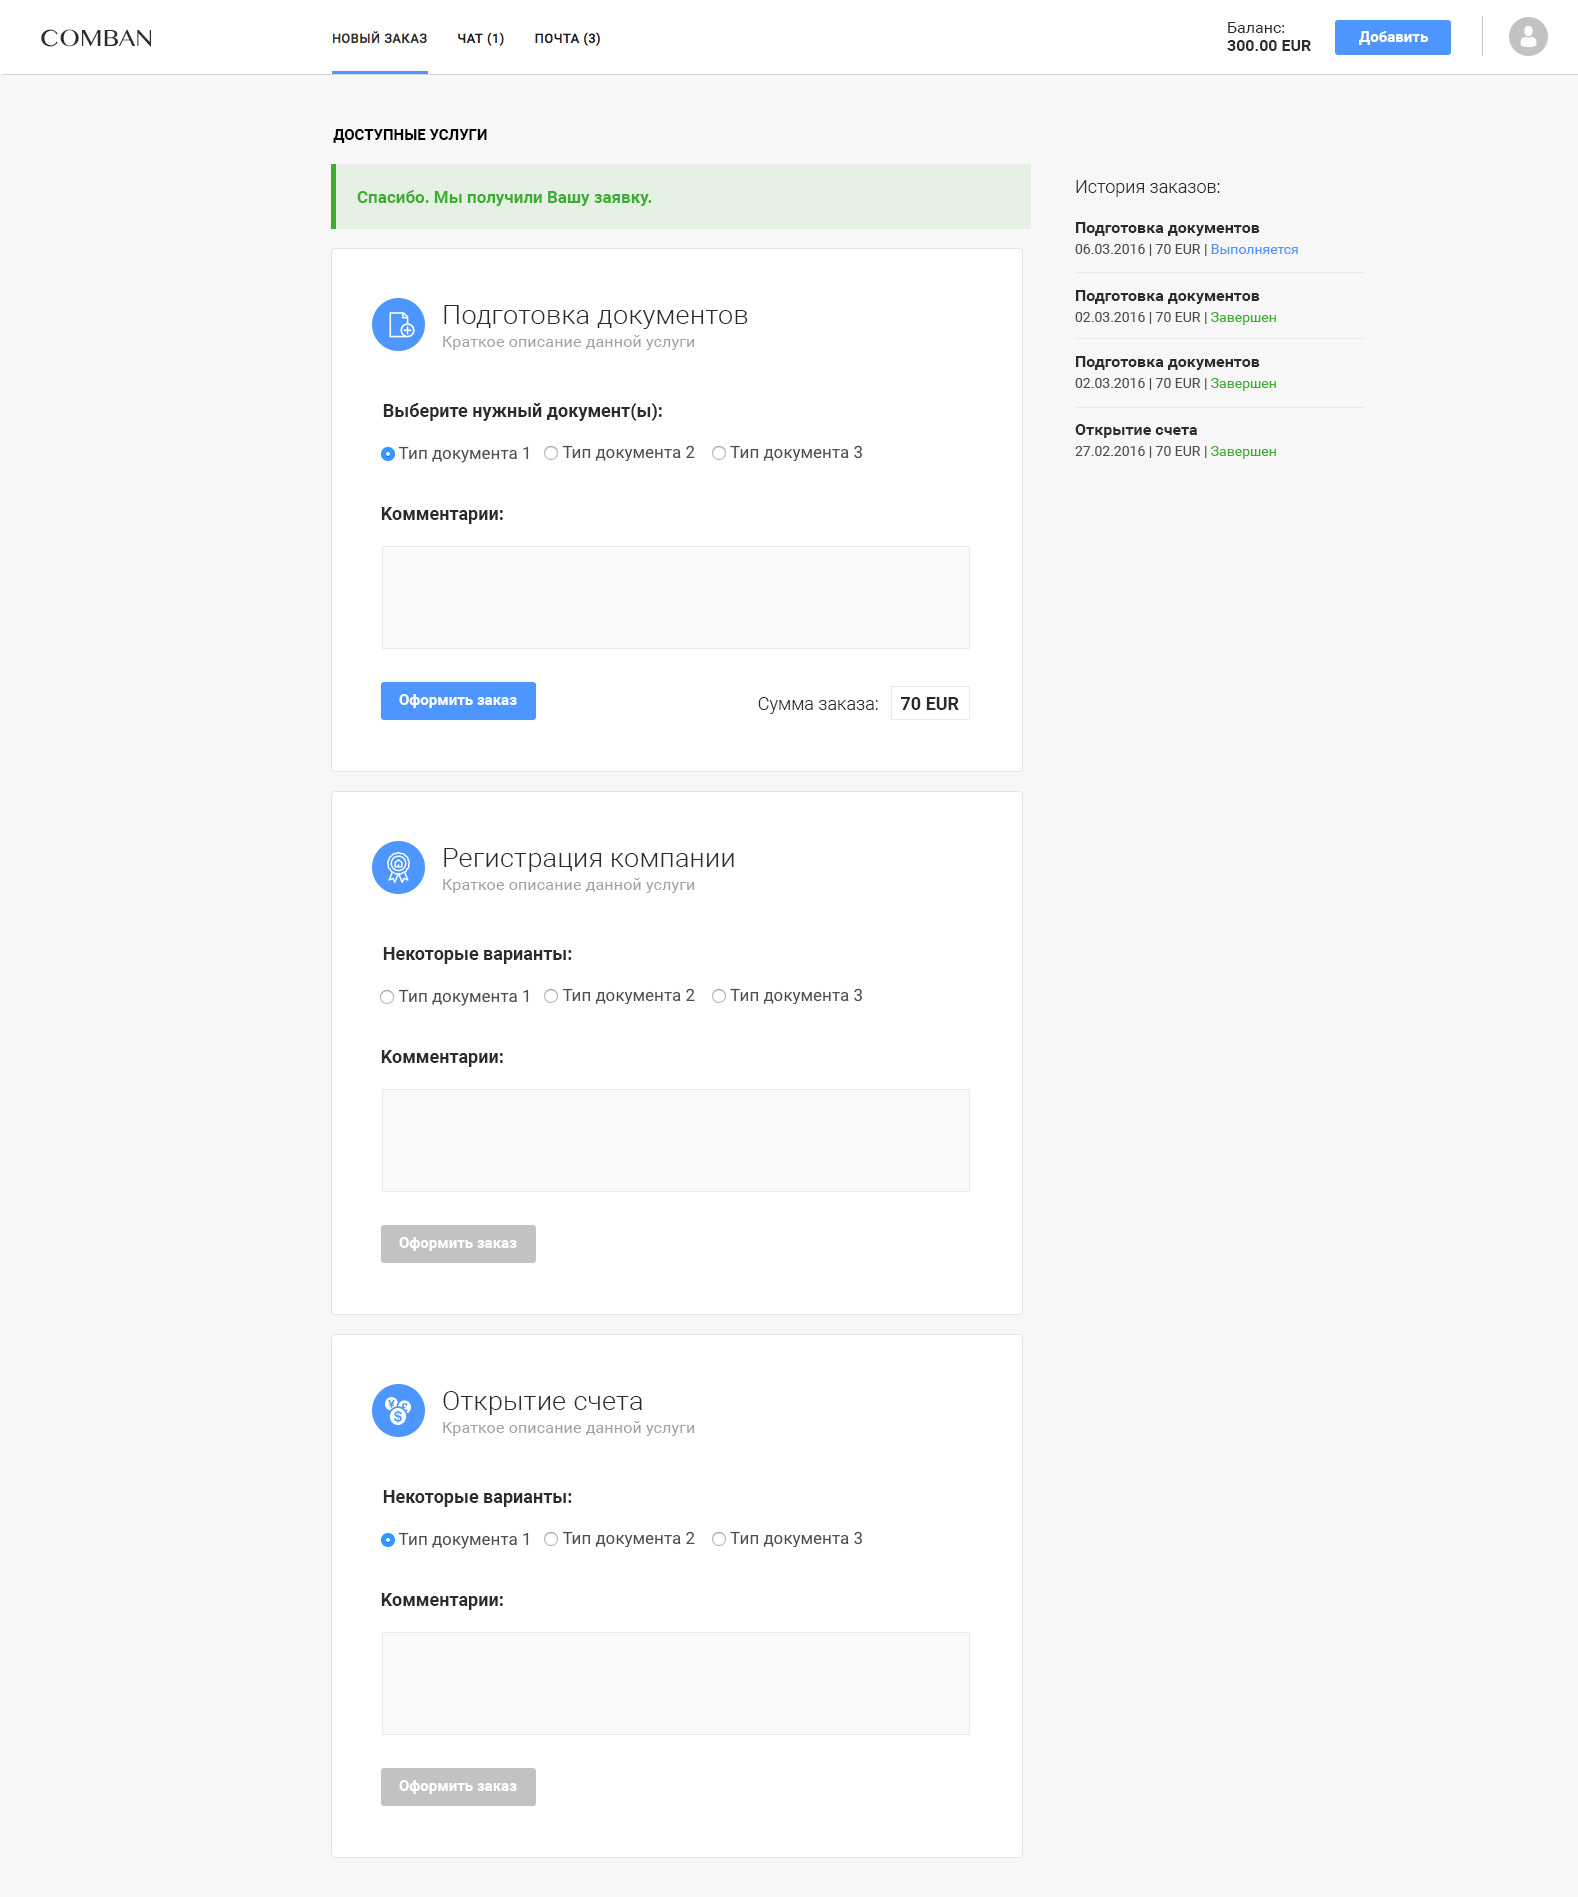 COMBAN
НОВЫЙ ЗАКАЗ
ЧАТ (1)
ПОЧТА (3)
Баланс:
300.00 EUR
Добавить
ДОСТУПНЫЕ УСЛУГИ
Спасибо. Мы получили Вашу заявку.
Подготовка документов
Краткое описание данной услуги
Выберите нужный документ(ы):
Тип документа 1 Тип документа 2 Тип документа 3
Комментарии:
Оформить заказ
Сумма заказа: 70 EUR
Регистрация компании
Краткое описание данной услуги
Некоторые варианты:
Тип документа 1 Тип документа 2 Тип документа 3
Комментарии:
Оформить заказ
Открытие счета
Краткое описание данной услуги
Некоторые варианты:
Тип документа 1 Тип документа 2 Тип документа 3
Комментарии:
Оформить заказ
История заказов:
Подготовка документов
06.03.2016 | 70 EUR | Выполняется
Подготовка документов
02.03.2016 | 70 EUR | Завершен
Подготовка документов
02.03.2016 | 70 EUR | Завершен
Открытие счета
27.02.2016 | 70 EUR | Завершен